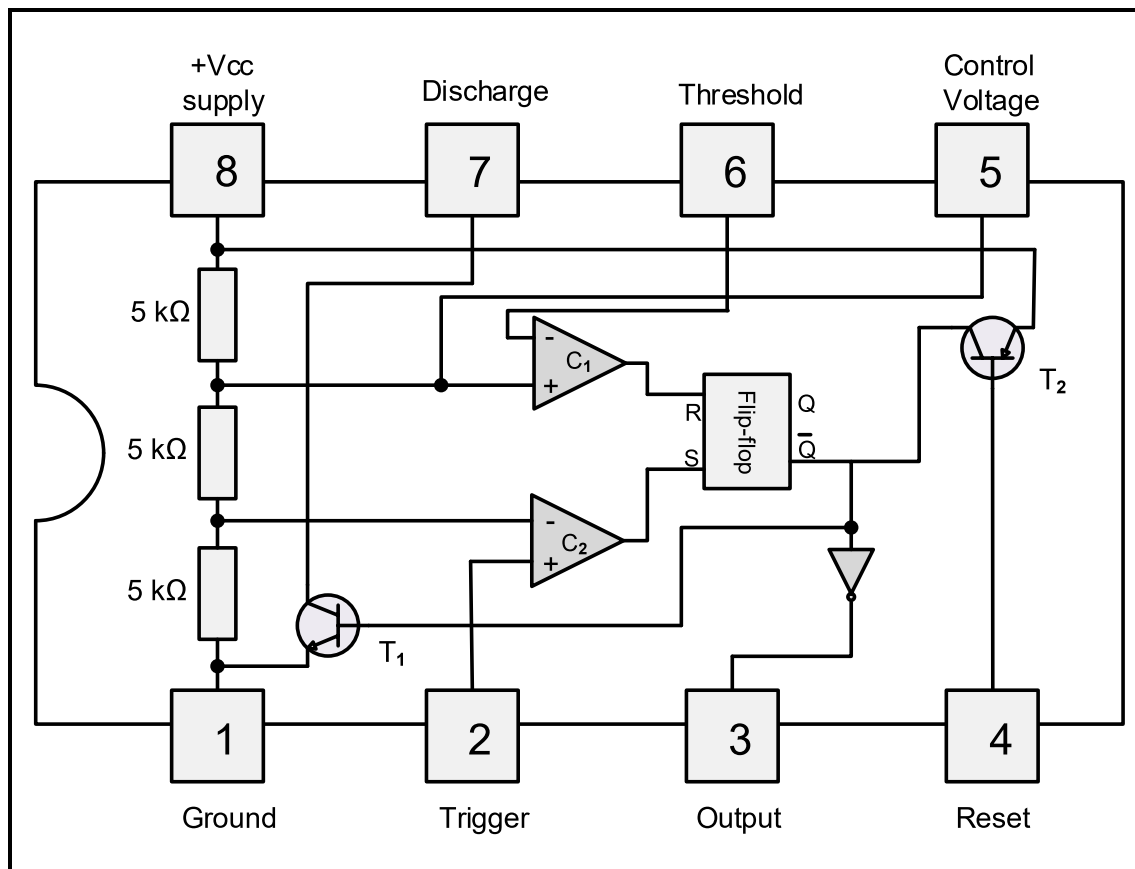 +Vcc
supply
Discharge
Threshold
Control
Voltage
8
7
6
5
5 kΩ
5 kΩ
5 kΩ
-
C₁
+
R
S
Flip-flop
Q
Q̅
T₂
-
C₂
+
T₁
1
2
3
4
Ground
Trigger
Output
Reset